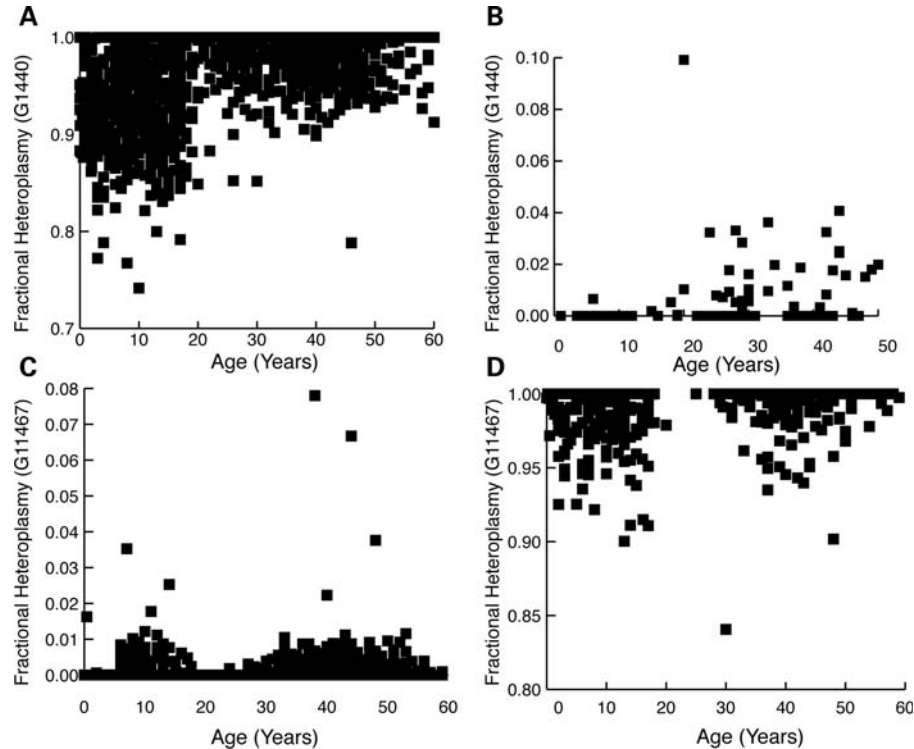 A
Fractional Heteroplasmy (G1440)
1.0
0.9
0.8
0.7
0 10 20 30 40 50 60
Age (Years)
B
Fractional Heteroplasmy (G1440)
0.10
0.08
0.06
0.04
0.02
0.00
0 10 20 30 40 50
Age (Years)
C
Fractional Heteroplasmy (G11467)
0.08
0.07
0.06
0.05
0.04
0.03
0.02
0.01
0.00
0 10 20 30 40 50 60
Age (Years)
D
Fractional Heteroplasmy (G11467)
1.00
0.95
0.90
0.85
0.80
0 10 20 30 40 50 60
Age (Years)